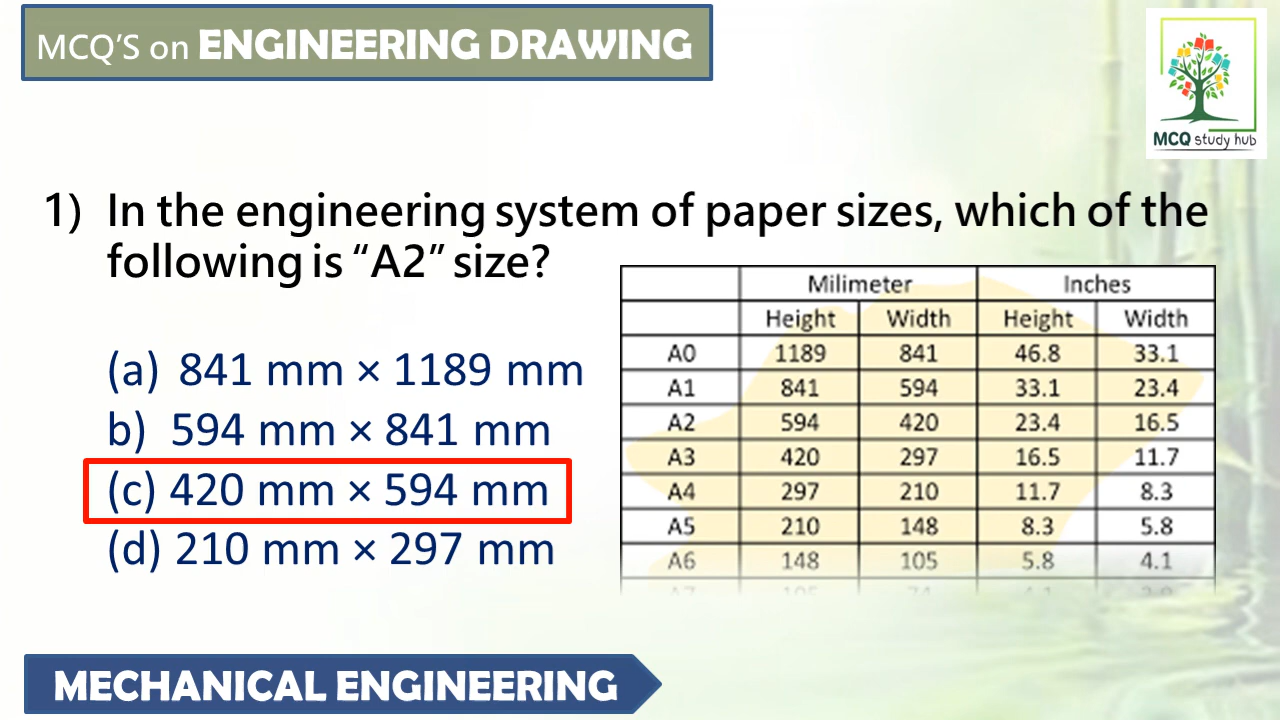 MCQ'S on ENGINEERING DRAWING
MCQ study hub
1) In the engineering system of paper sizes, which of the
following is “A2” size?
(a) 841 mm × 1189 mm
b) 594 mm × 841 mm
(c) 420 mm × 594 mm
(d) 210 mm × 297 mm
Milimeter Inches
Height Width Height Width
A0 1189 841 46.8 33.1
A1 841 594 33.1 23.4
A2 594 420 23.4 16.5
A3 420 297 16.5 11.7
A4 297 210 11.7 8.3
A5 210 148 8.3 5.8
A6 148 105 5.8 4.1
MECHANICAL ENGINEERING